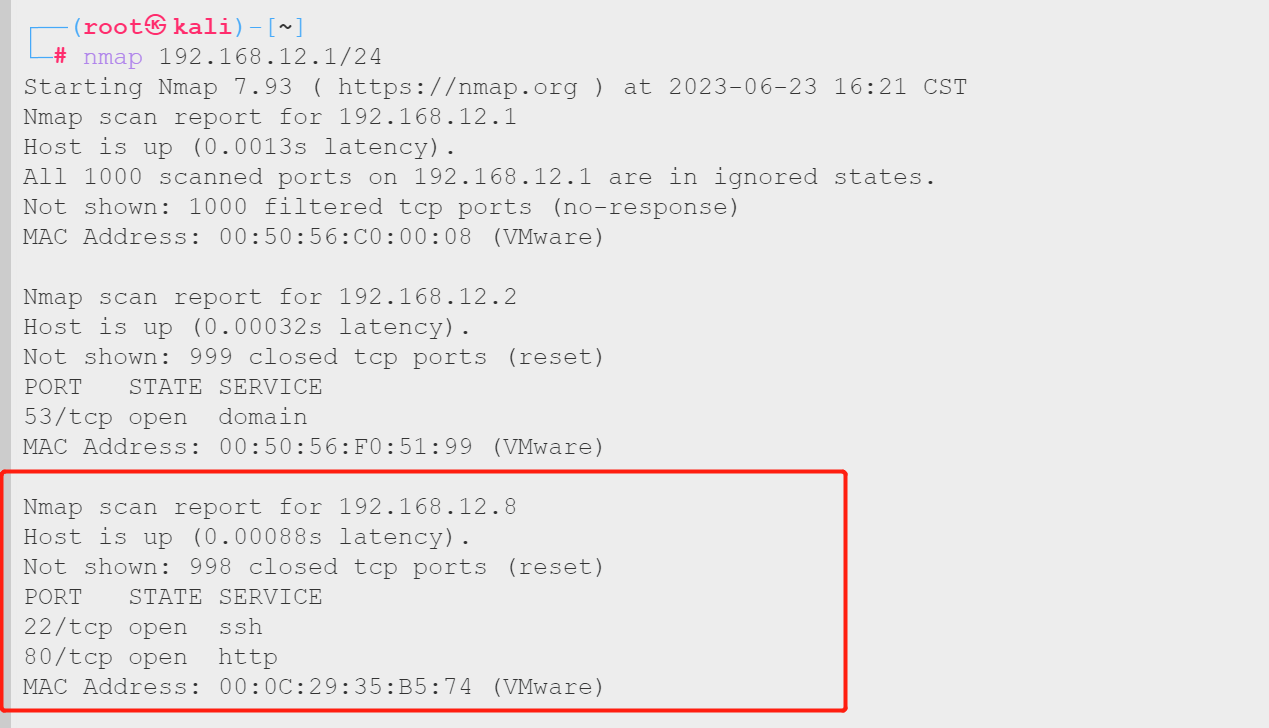 ┌──(root㉿kali)-[~]
└─# nmap 192.168.12.1/24
Starting Nmap 7.93 ( https://nmap.org ) at 2023-06-23 16:21 CST
Nmap scan report for 192.168.12.1
Host is up (0.0013s latency).
All 1000 scanned ports on 192.168.12.1 are in ignored states.
Not shown: 1000 filtered tcp ports (no-response)
MAC Address: 00:50:56:C0:00:08 (VMware)
Nmap scan report for 192.168.12.2
Host is up (0.00032s latency).
Not shown: 999 closed tcp ports (reset)
PORT   STATE SERVICE
53/tcp open  domain
MAC Address: 00:50:56:F0:51:99 (VMware)
Nmap scan report for 192.168.12.8
Host is up (0.00088s latency).
Not shown: 998 closed tcp ports (reset)
PORT   STATE SERVICE
22/tcp open  ssh
80/tcp open  http
MAC Address: 00:0C:29:35:B5:74 (VMware)